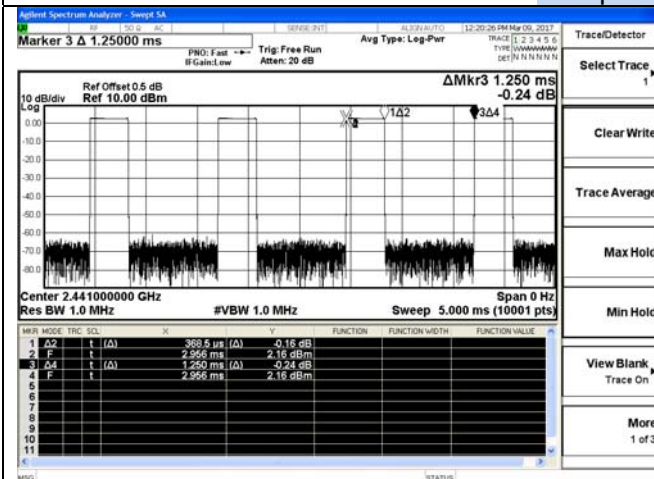 Agilent Spectrum Analyzer - Swept SA
RF 50 Ω AC SENSE:INT ALIGN AUTO 12:20:26 PM Mar 09, 2017
Marker 3 Δ 1.25000 ms
PNO: Fast
IFGain:Low
Trig: Free Run
Atten: 20 dB
Avg Type: Log-Pwr
TRACE 1 2 3 4 5 6
TYPE
DET N N N N N N
Trace/Detector
Select Trace
1
Clear Write
Trace Average
Max Hold
Min Hold
View Blank
Trace On
More
1 of 3
ΔMkr3 1.250 ms
-0.24 dB
Ref Offset 0.5 dB
10 dB/div Ref 10.00 dBm
Log
0.00
-10.0
-20.0
-30.0
-40.0
-50.0
-60.0
-70.0
-80.0
1Δ2
3Δ4
Center 2.441000000 GHz
Span 0 Hz
Res BW 1.0 MHz
#VBW 1.0 MHz
Sweep 5.000 ms (10001 pts)
MKR MODE TRC SCL X Y FUNCTION FUNCTION WIDTH FUNCTION VALUE
1 Δ2 t (Δ) 368.5 µs (Δ) -0.16 dB
2 F t 2.956 ms 2.16 dBm
3 Δ4 t (Δ) 1.250 ms (Δ) -0.24 dB
4 F t 2.956 ms 2.16 dBm
5
6
7
8
9
10
11
MSG
STATUS